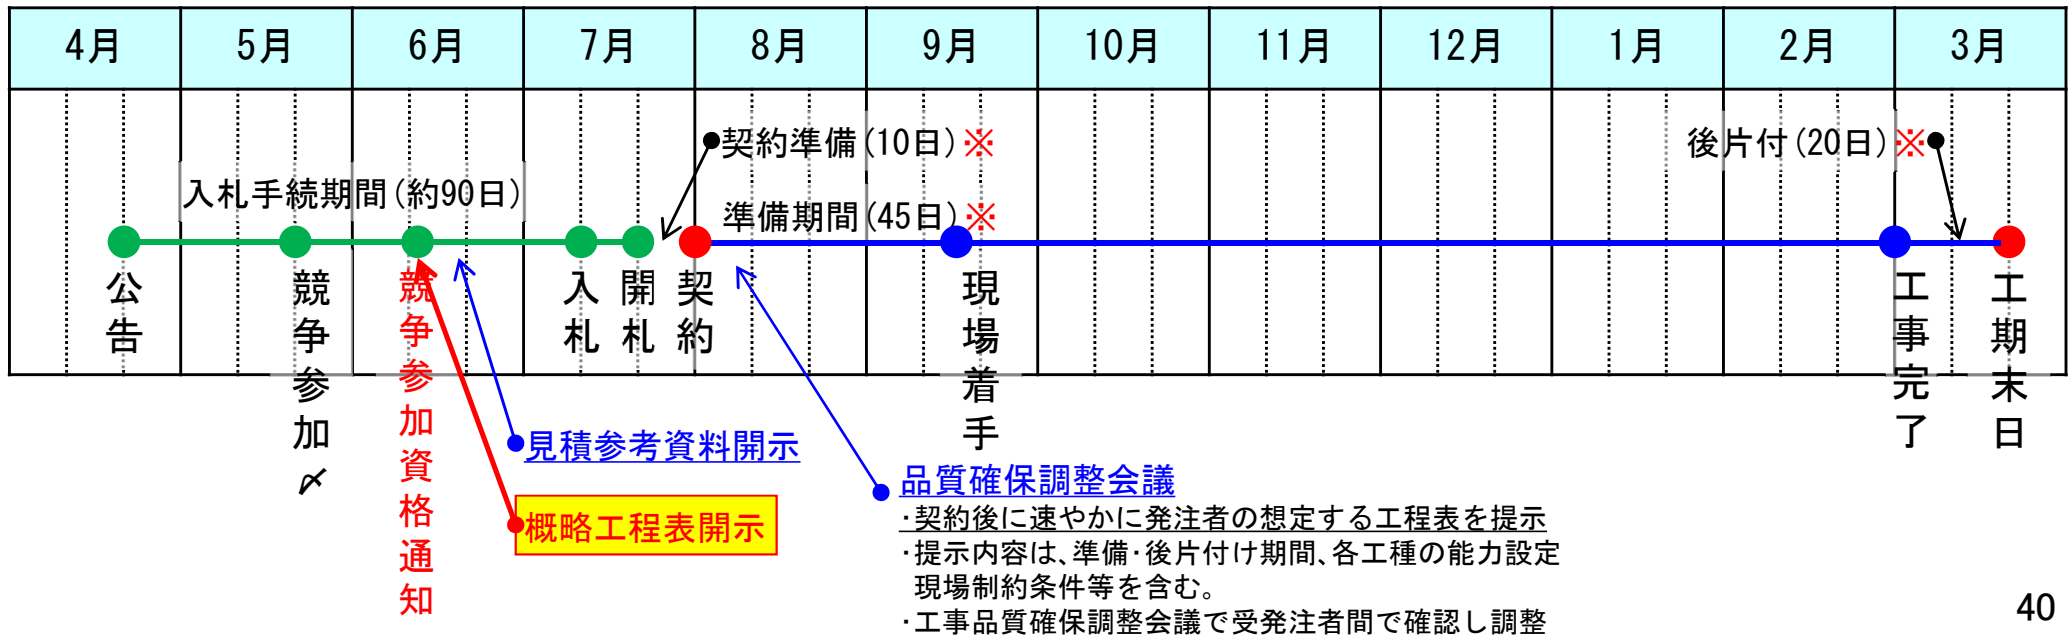 4月 5月 6月 7月 8月 9月 10月 11月 12月 1月 2月 3月
契約準備(10日)※
後片付(20日)※
入札手続期間(約90日)
準備期間(45日)※
公告
競争参加〆
競争参加資格通知
入札
開札
契約
現場着手
工事完了
工期末日
見積参考資料開示
概略工程表開示
品質確保調整会議
・契約後に速やかに発注者の想定する工程表を提示
・提示内容は、準備・後片付け期間、各工種の能力設定
現場制約条件等を含む。
・工事品質確保調整会議で受発注者間で確認し調整
40